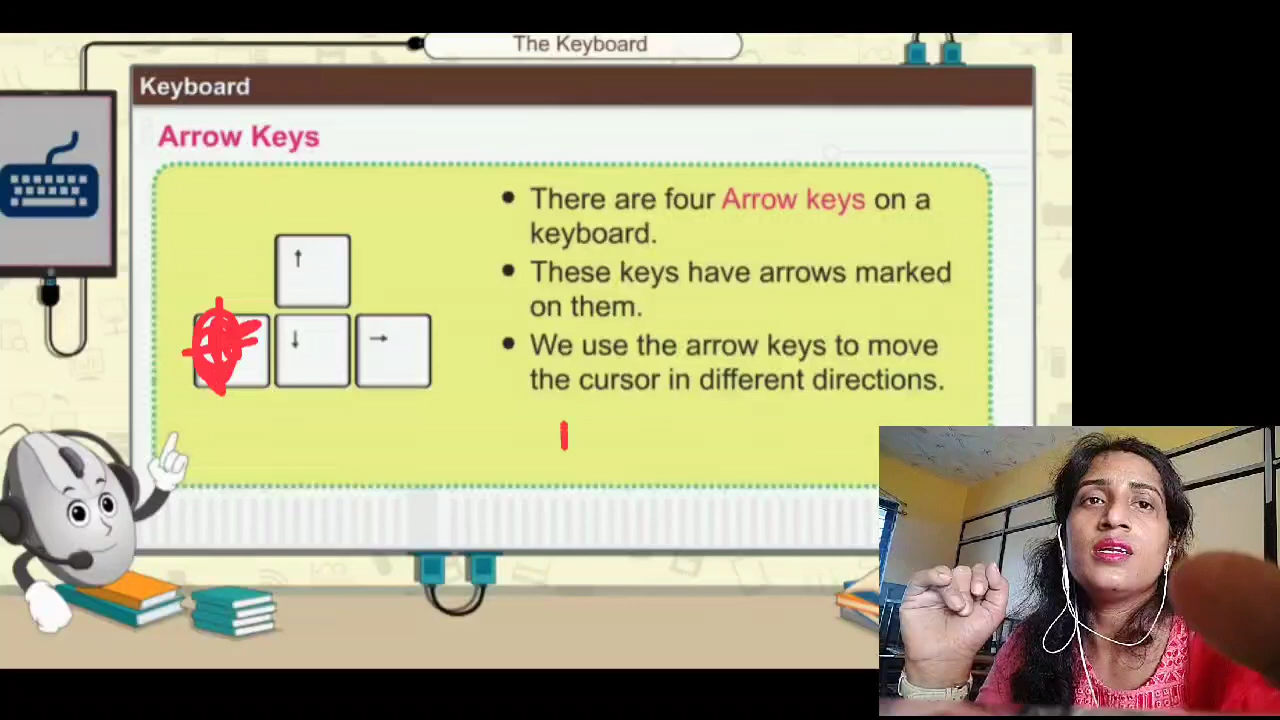 The Keyboard
Keyboard
Arrow Keys
• There are four Arrow keys on a
keyboard.
• These keys have arrows marked
on them.
• We use the arrow keys to move
the cursor in different directions.
↑
↓ →